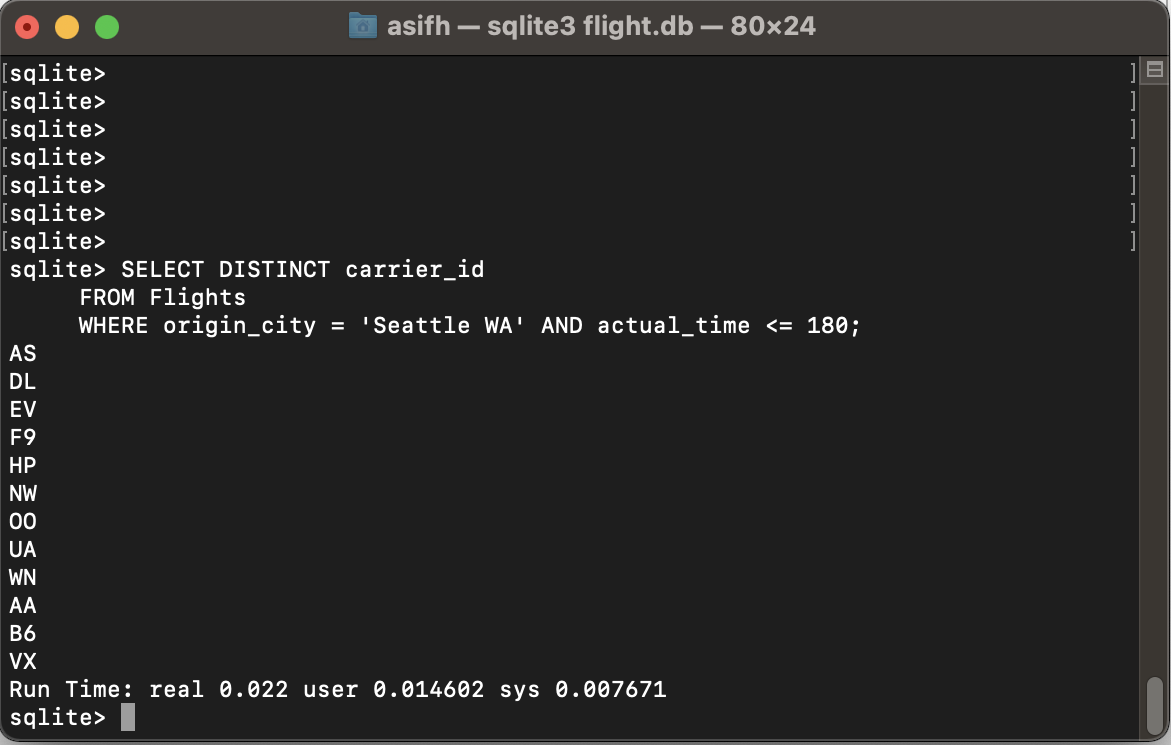 asifh — sqlite3 flight.db — 80×24
[sqlite> ]
[sqlite> ]
[sqlite> ]
[sqlite> ]
[sqlite> ]
[sqlite> ]
[sqlite> ]
sqlite> SELECT DISTINCT carrier_id
     FROM Flights
     WHERE origin_city = 'Seattle WA' AND actual_time <= 180;
AS
DL
EV
F9
HP
NW
OO
UA
WN
AA
B6
VX
Run Time: real 0.022 user 0.014602 sys 0.007671
sqlite>